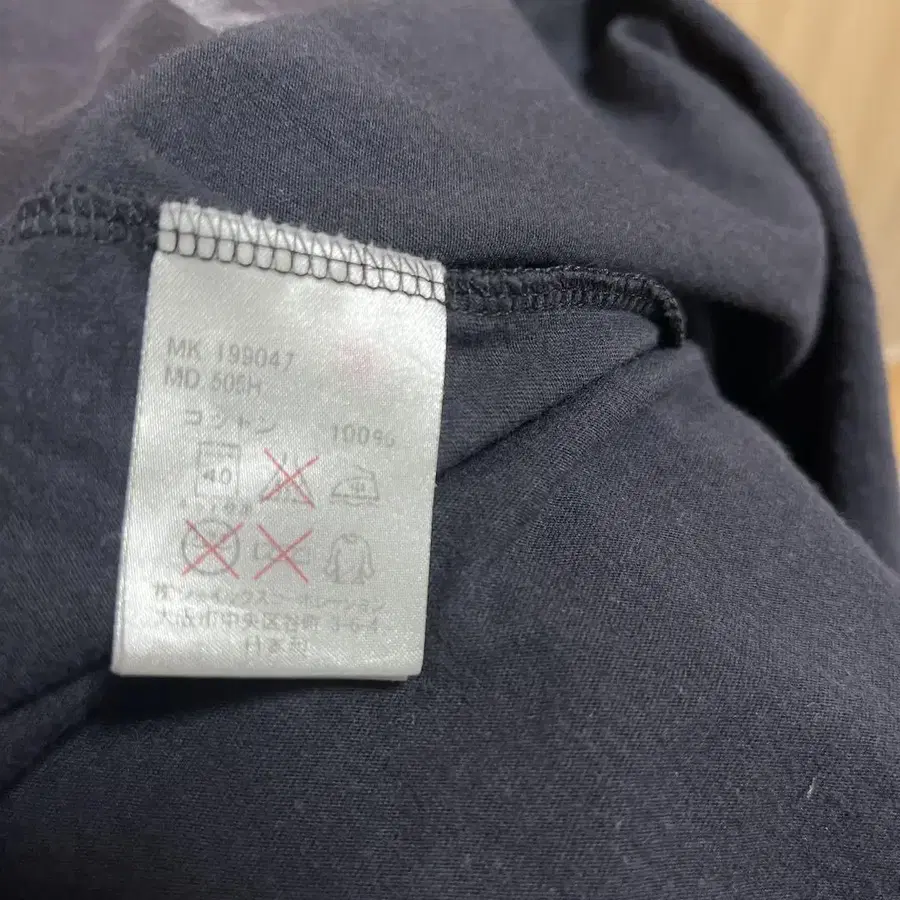 MK 199047
MD 505H
コットン 100%
40
大阪市中央区谷町 3-6-4
日本製